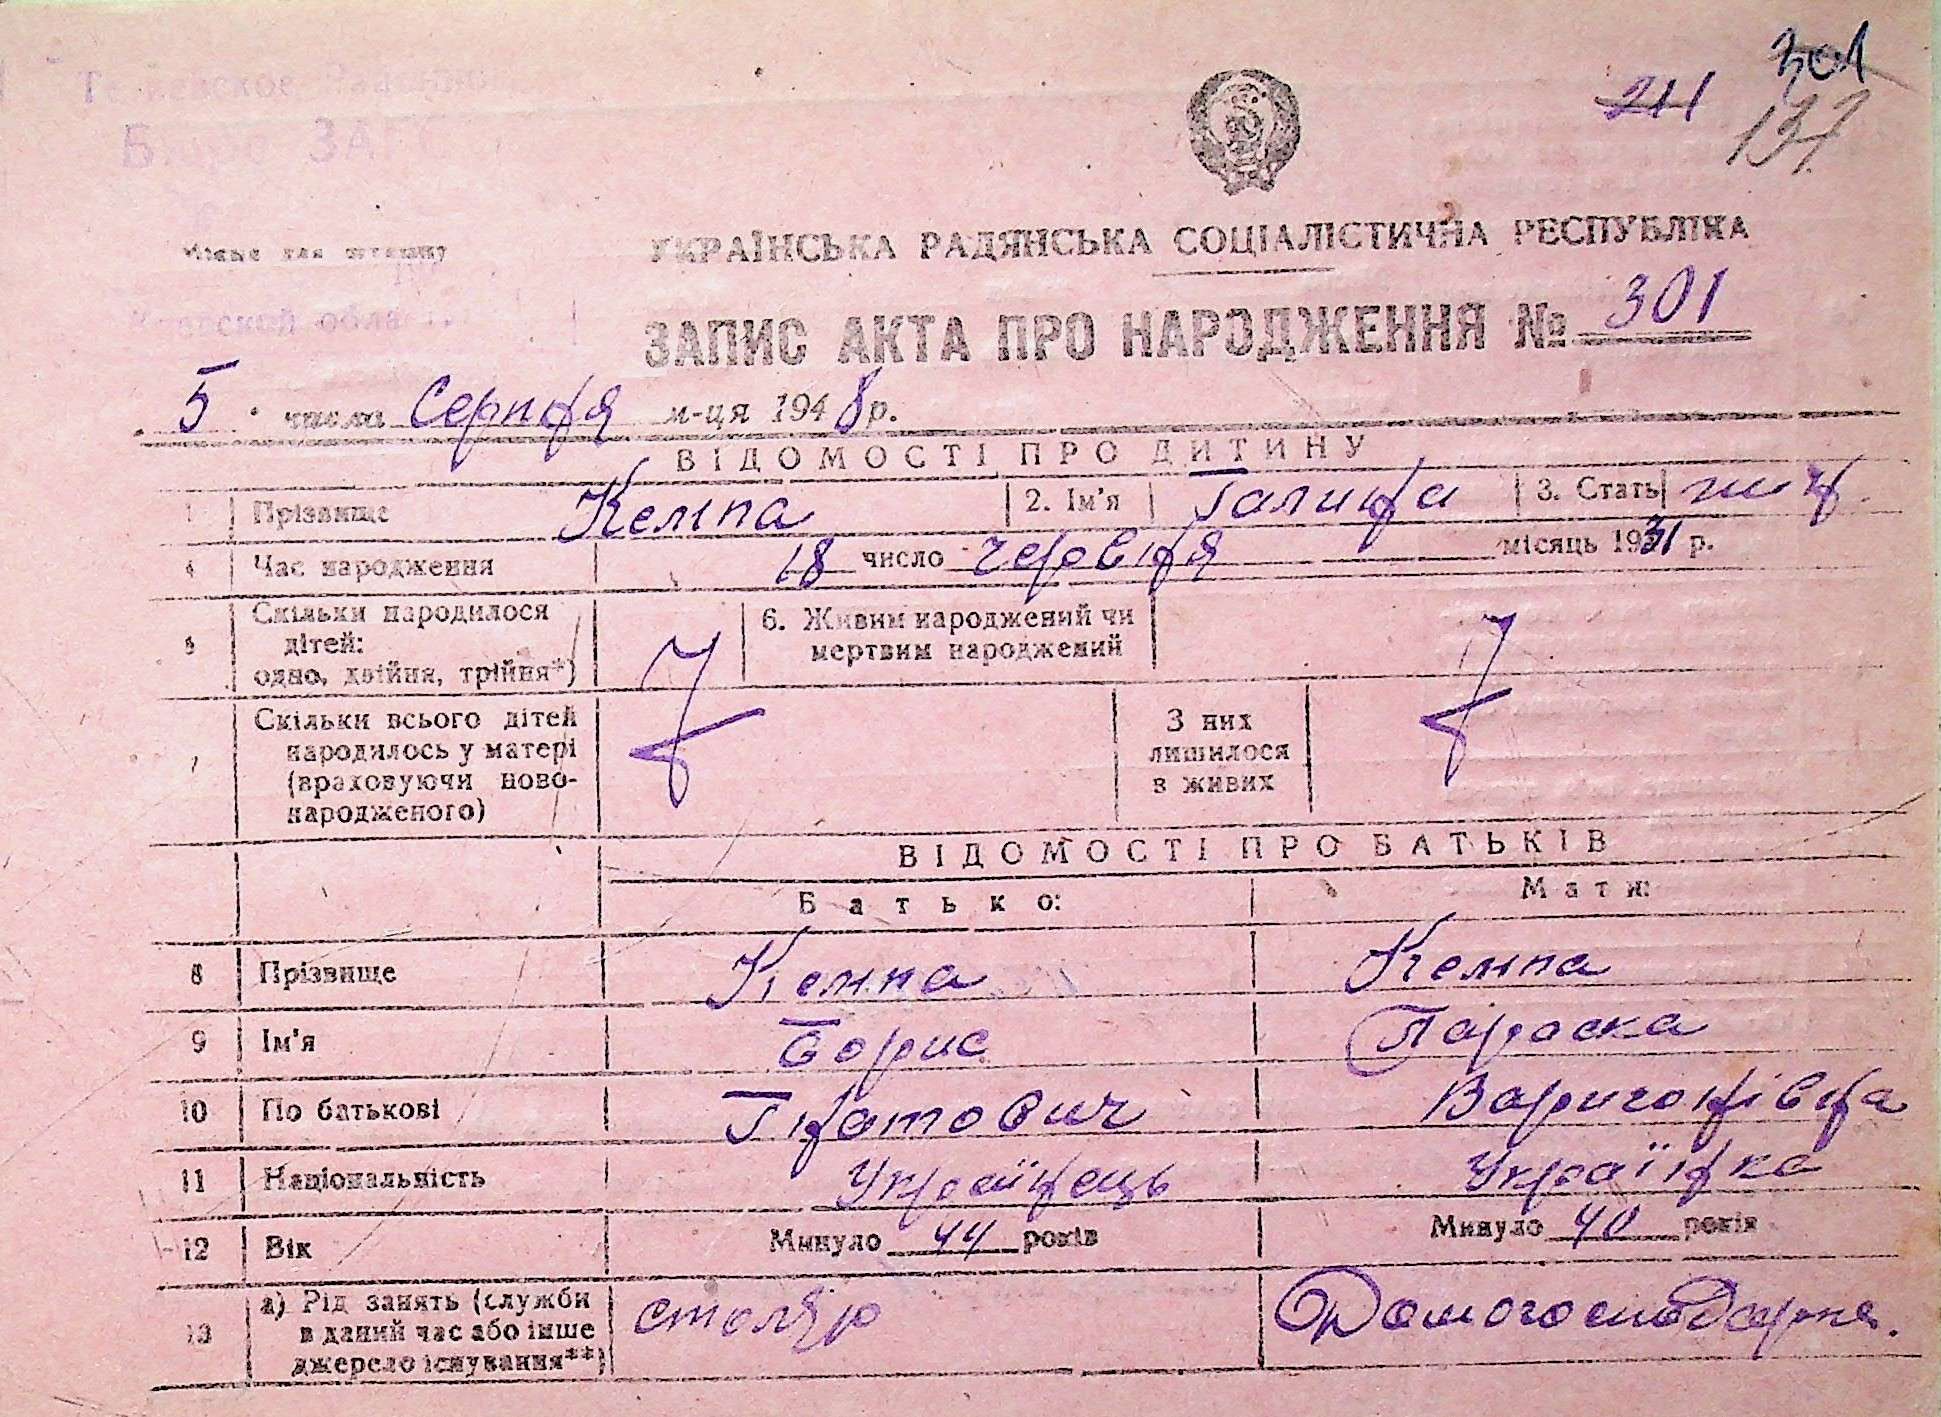 301
211
137
Бюро ЗАГС
Місце для штампу
УКРАЇНСЬКА РАДЯНСЬКА СОЦІАЛІСТИЧНА РЕСПУБЛІКА
ЗАПИС АКТА ПРО НАРОДЖЕННЯ № 301
5 числа Серпня м-ця 1948 р.
ВІДОМОСТІ ПРО ДИТИНУ
1 Прізвище Кемпа 2. Ім'я Галина 3. Стать жін.
4 Час народження 18 число червня місяць 1931 р.
5 Скільки народилося дітей: одно, двійня, трійня*) 6. Живим народжений чи мертвим народжений
7 Скільки всього дітей народилось у матері (враховуючи новонародженого) З них лишилося в живих
ВІДОМОСТІ ПРО БАТЬКІВ
Батько: Мати:
8 Прізвище Кемпа Кемпа
9 Ім'я Борис Параска
10 По батькові Гнатович
11 Національність Українець Українка
12 Вік Минуло 44 років Минуло 40 років
13 а) Рід занять (служби в даний час або інше джерело існування**) столяр Домогосподарка.